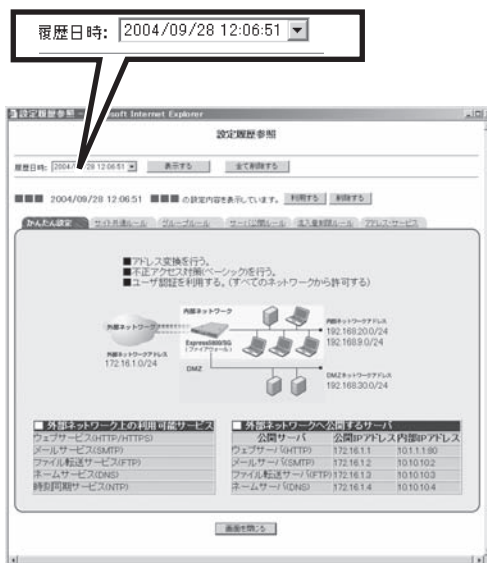 履歴日時: 2004/09/28 12:06:51
設定履歴参照 - Microsoft Internet Explorer
設定履歴参照
履歴日時: 2004/09/28 12:06:51 表示する 全て削除する
■■■ 2004/09/28 12:06:51 ■■■ の設定内容を表示しています。 利用する 削除する
かんたん設定 サイト共通ルール グループルール サーバ公開ルール 流入量制限ルール アドレス・サービス
■アドレス変換を行う。
■不正アクセス対策(ベーシック)を行う。
■ユーザ認証を利用する。(すべてのネットワークから許可する)
内部ネットワーク
外部ネットワーク
内部ネットワークアドレス
192.168.20.0/24
192.168.9.0/24
Express5800/SG
(ファイアウォール)
外部ネットワークアドレス
172.16.1.0/24
DMZ
DMZネットワークアドレス
192.168.30.0/24
■ 外部ネットワーク上の利用可能サービス
ウェブサービス(HTTP/HTTPS)
メールサービス(SMTP)
ファイル転送サービス(FTP)
ネームサービス(DNS)
時刻同期サービス(NTP)
■ 外部ネットワークへ公開するサーバ
公開サーバ 公開IPアドレス 内部IPアドレス
ウェブサーバ(HTTP) 172.16.1.1 10.1.1.1:80
メールサーバ(SMTP) 172.16.1.2 10.10.10.2
ファイル転送サーバ(FTP) 172.16.1.3 10.10.10.3
ネームサーバ(DNS) 172.16.1.4 10.10.10.4
画面を閉じる